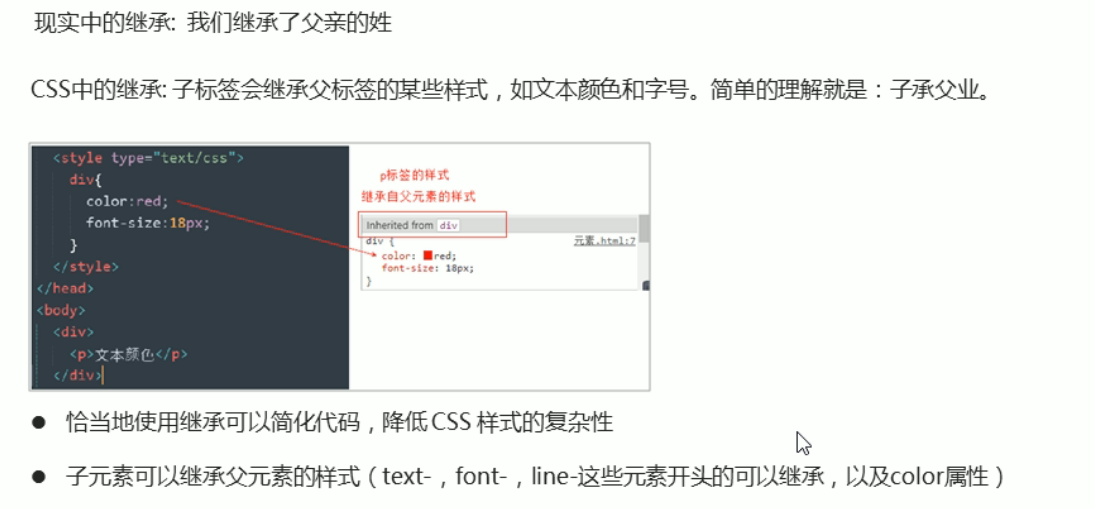 现实中的继承: 我们继承了父亲的姓
CSS中的继承: 子标签会继承父标签的某些样式，如文本颜色和字号。简单的理解就是：子承父业。
<style type="text/css">
div{
color:red;
font-size:18px;
}
</style>
</head>
<body>
<div>
<p>文本颜色</p>
</div>
p标签的样式
继承自父元素的样式
Inherited from div
div {
元素.html:7
color: red;
font-size: 18px;
}
● 恰当地使用继承可以简化代码，降低 CSS 样式的复杂性
● 子元素可以继承父元素的样式（text-，font-，line-这些元素开头的可以继承，以及color属性）